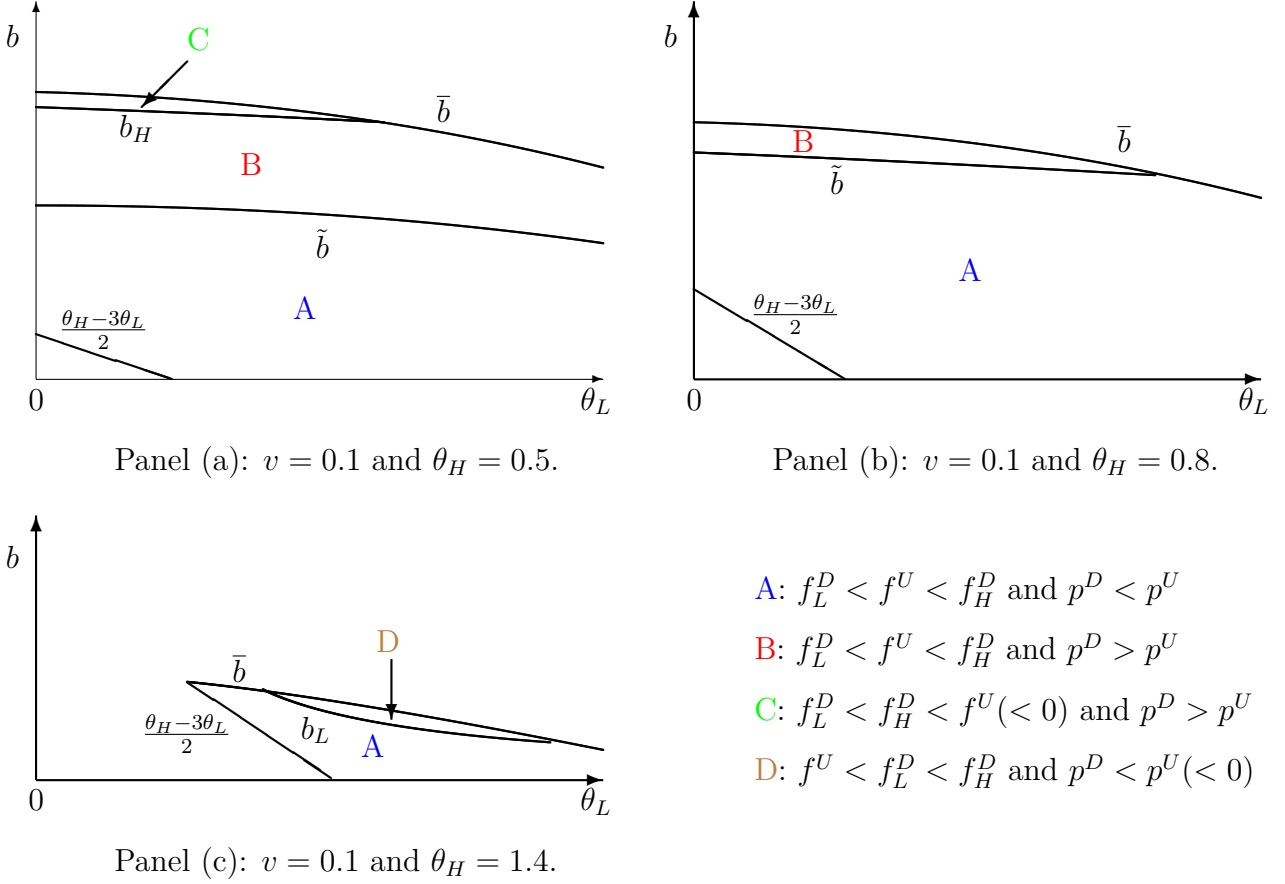 b
C
b̄
b_H
B
b̃
A
(θ_H−3θ_L)/2
0
θ_L
Panel (a): v = 0.1 and θ_H = 0.5.
b
b̄
B
b̃
A
(θ_H−3θ_L)/2
0
θ_L
Panel (b): v = 0.1 and θ_H = 0.8.
b
D
b̄
b_L
(θ_H−3θ_L)/2
A
0
θ_L
Panel (c): v = 0.1 and θ_H = 1.4.
A: f_L^D < f^U < f_H^D and p^D < p^U
B: f_L^D < f^U < f_H^D and p^D > p^U
C: f_L^D < f_H^D < f^U(< 0) and p^D > p^U
D: f^U < f_L^D < f_H^D and p^D < p^U(< 0)